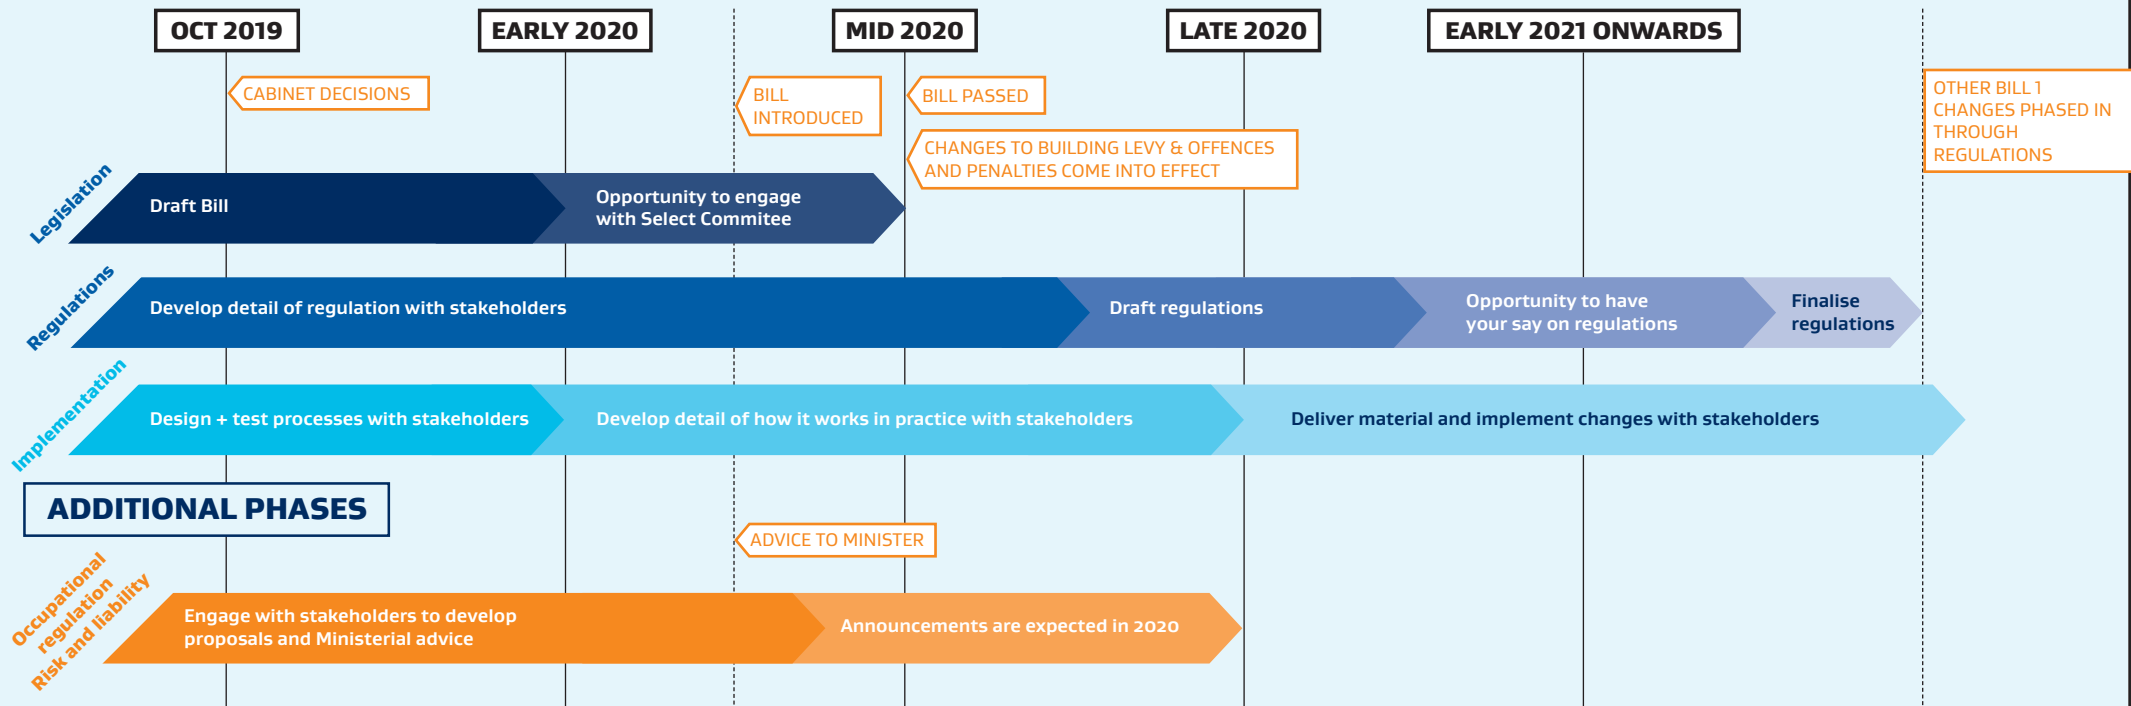 OCT 2019
EARLY 2020
MID 2020
LATE 2020
EARLY 2021 ONWARDS
CABINET DECISIONS
BILL
INTRODUCED
BILL PASSED
CHANGES TO BUILDING LEVY & OFFENCES
AND PENALTIES COME INTO EFFECT
OTHER BILL 1
CHANGES PHASED IN
THROUGH
REGULATIONS
Legislation
Draft Bill
Opportunity to engage
with Select Commitee
Regulations
Develop detail of regulation with stakeholders
Draft regulations
Opportunity to have
your say on regulations
Finalise
regulations
Implementation
Design + test processes with stakeholders
Develop detail of how it works in practice with stakeholders
Deliver material and implement changes with stakeholders
ADDITIONAL PHASES
ADVICE TO MINISTER
Occupational
regulation
Risk and liability
Engage with stakeholders to develop
proposals and Ministerial advice
Announcements are expected in 2020